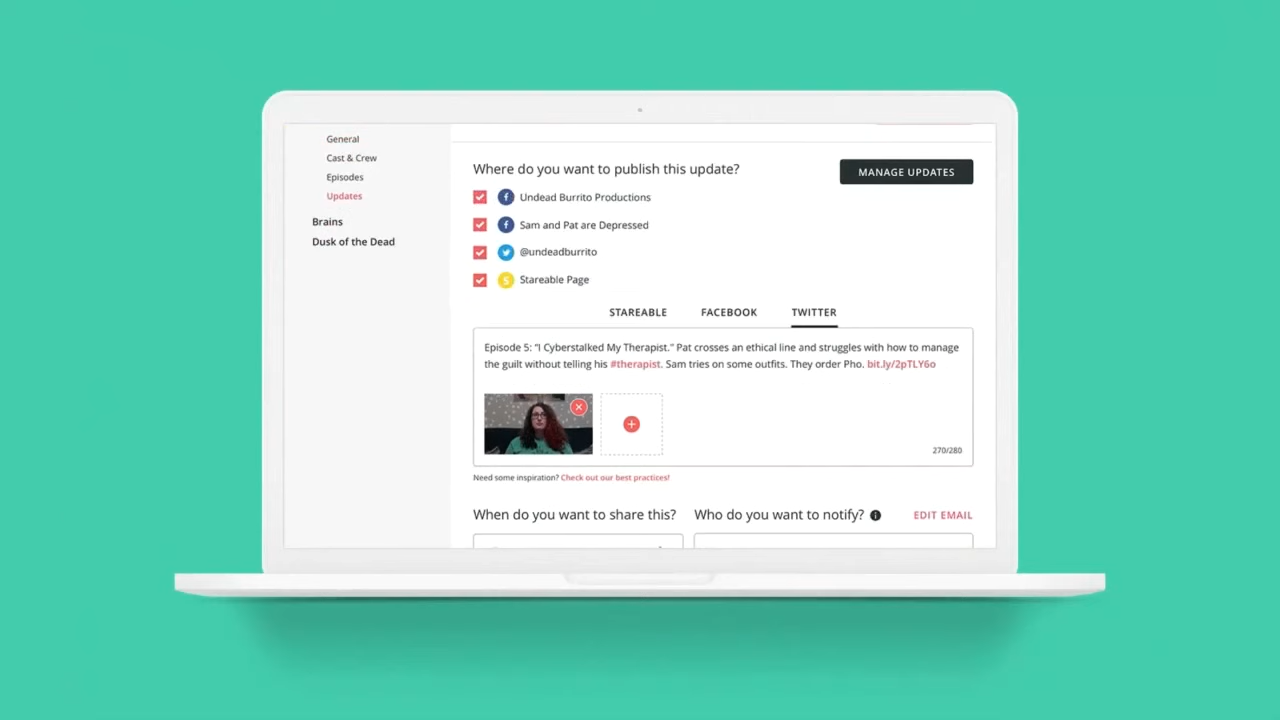 General
Cast & Crew
Episodes
Updates
Brains
Dusk of the Dead
Where do you want to publish this update?
MANAGE UPDATES
Undead Burrito Productions
Sam and Pat are Depressed
@undeadburrito
S Stareable Page
STAREABLE FACEBOOK TWITTER
Episode 5: “I Cyberstalked My Therapist.” Pat crosses an ethical line and struggles with how to manage
the guilt without telling his #therapist. Sam tries on some outfits. They order Pho. bit.ly/2pTLY6o
270/280
Need some inspiration? Check out our best practices!
When do you want to share this? Who do you want to notify? EDIT EMAIL